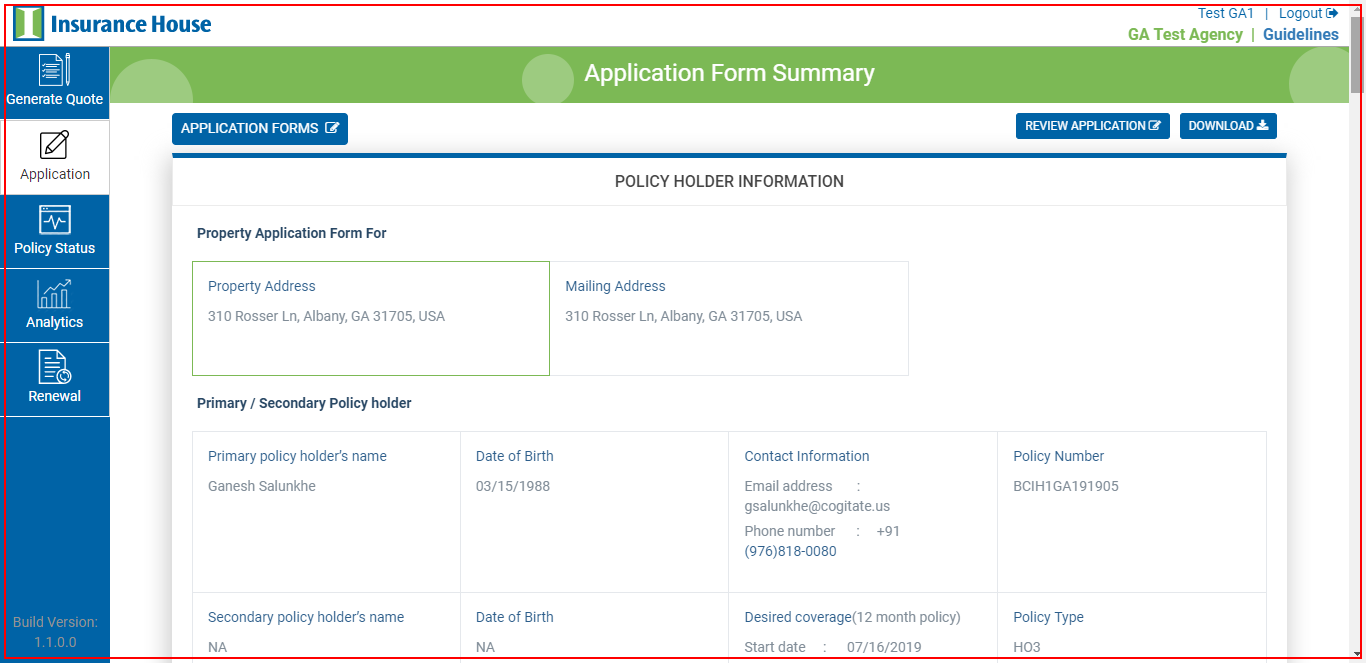 Insurance House
Test GA1 | Logout
GA Test Agency | Guidelines
Generate Quote
Application
Policy Status
Analytics
Renewal
Build Version:
1.1.0.0
Application Form Summary
APPLICATION FORMS
REVIEW APPLICATION
DOWNLOAD
POLICY HOLDER INFORMATION
Property Application Form For
Property Address
310 Rosser Ln, Albany, GA 31705, USA
Mailing Address
310 Rosser Ln, Albany, GA 31705, USA
Primary / Secondary Policy holder
Primary policy holder’s name
Ganesh Salunkhe
Date of Birth
03/15/1988
Contact Information
Email address :
gsalunkhe@cogitate.us
Phone number : +91
(976)818-0080
Policy Number
BCIH1GA191905
Secondary policy holder’s name
NA
Date of Birth
NA
Desired coverage(12 month policy)
Start date : 07/16/2019
Policy Type
HO3